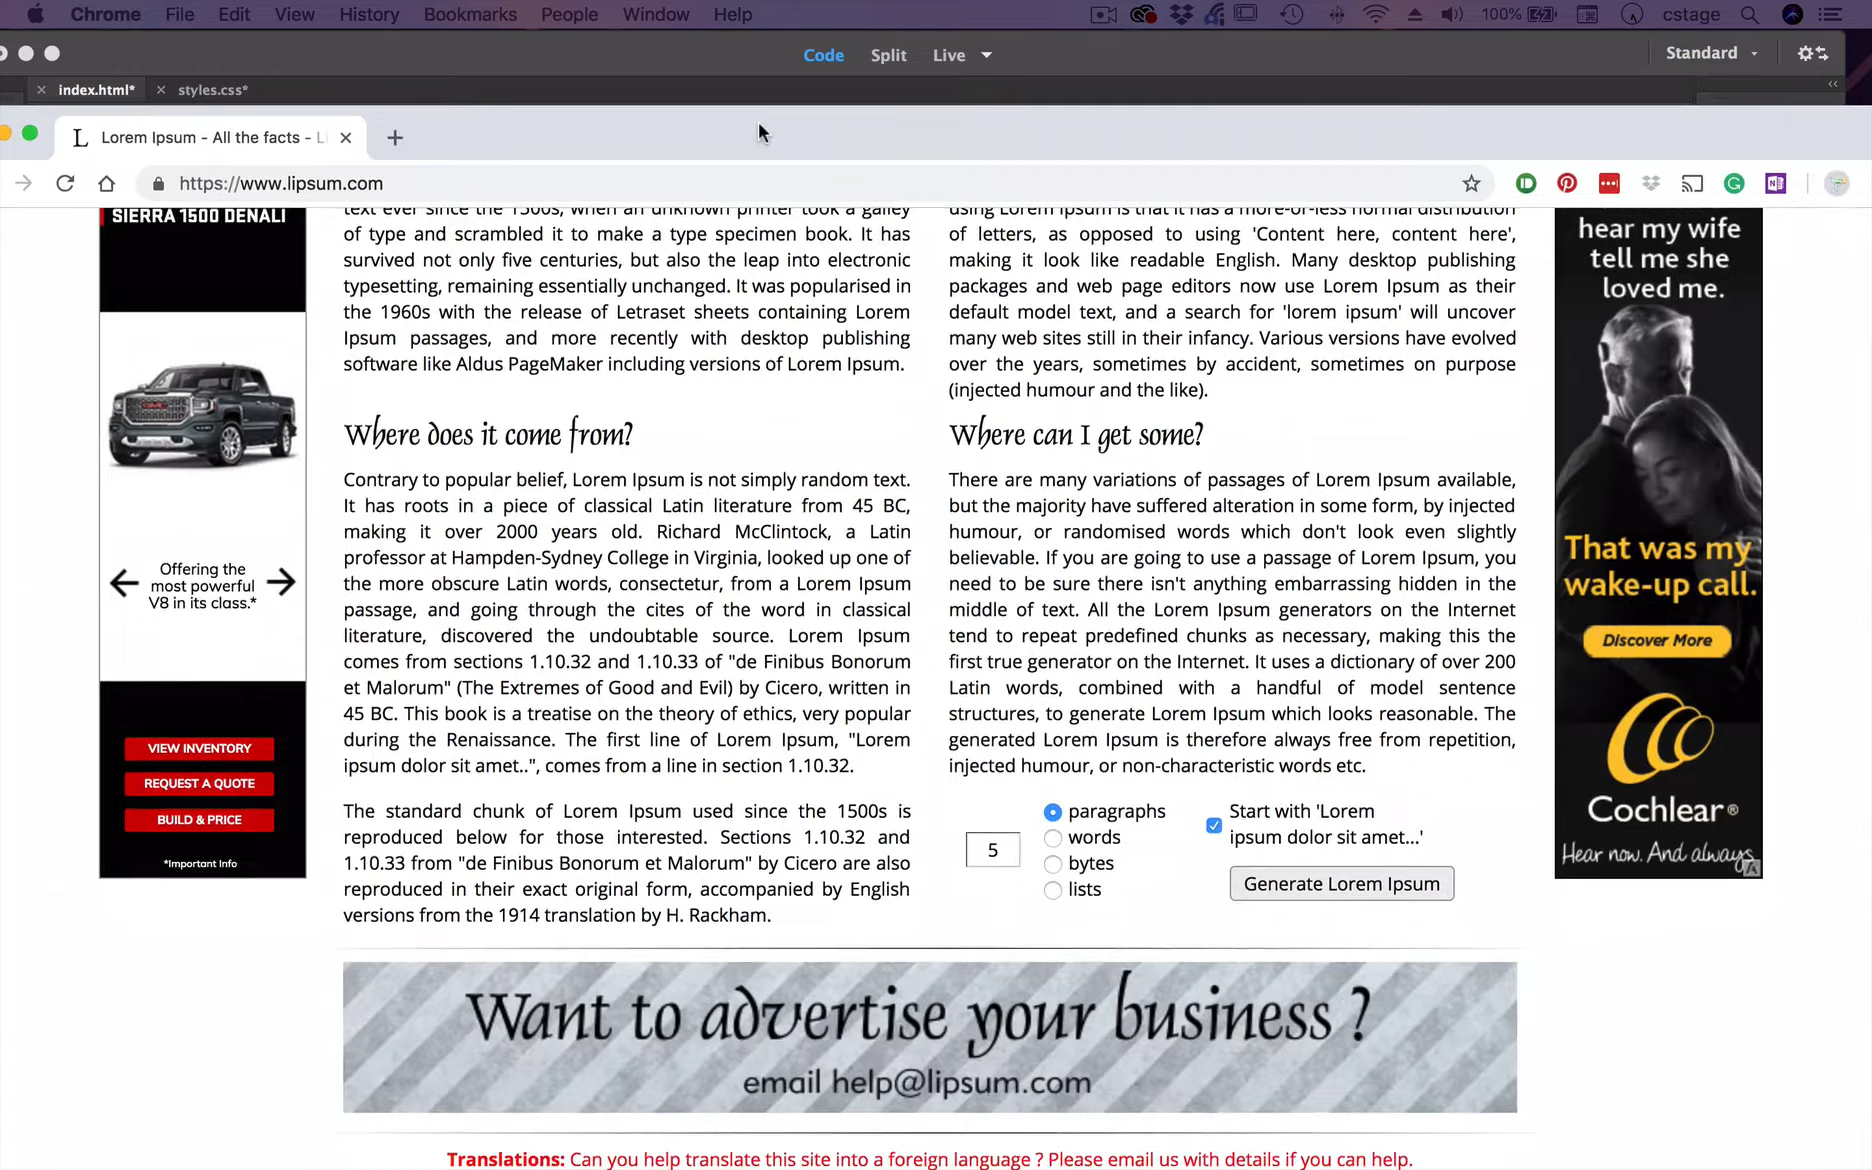 Chrome File Edit View History Bookmarks People Window Help 100% cstage
Code Split Live Standard
index.html* styles.css*
Lorem Ipsum - All the facts - Li
https://www.lipsum.com
SIERRA 1500 DENALI
Offering the
most powerful
V8 in its class.*
VIEW INVENTORY
REQUEST A QUOTE
BUILD & PRICE
*Important Info
text ever since the 1500s, when an unknown printer took a galley
of type and scrambled it to make a type specimen book. It has
survived not only five centuries, but also the leap into electronic
typesetting, remaining essentially unchanged. It was popularised in
the 1960s with the release of Letraset sheets containing Lorem
Ipsum passages, and more recently with desktop publishing
software like Aldus PageMaker including versions of Lorem Ipsum.
Where does it come from?
Contrary to popular belief, Lorem Ipsum is not simply random text.
It has roots in a piece of classical Latin literature from 45 BC,
making it over 2000 years old. Richard McClintock, a Latin
professor at Hampden-Sydney College in Virginia, looked up one of
the more obscure Latin words, consectetur, from a Lorem Ipsum
passage, and going through the cites of the word in classical
literature, discovered the undoubtable source. Lorem Ipsum
comes from sections 1.10.32 and 1.10.33 of "de Finibus Bonorum
et Malorum" (The Extremes of Good and Evil) by Cicero, written in
45 BC. This book is a treatise on the theory of ethics, very popular
during the Renaissance. The first line of Lorem Ipsum, "Lorem
ipsum dolor sit amet..", comes from a line in section 1.10.32.
The standard chunk of Lorem Ipsum used since the 1500s is
reproduced below for those interested. Sections 1.10.32 and
1.10.33 from "de Finibus Bonorum et Malorum" by Cicero are also
reproduced in their exact original form, accompanied by English
versions from the 1914 translation by H. Rackham.
using Lorem Ipsum is that it has a more-or-less normal distribution
of letters, as opposed to using 'Content here, content here',
making it look like readable English. Many desktop publishing
packages and web page editors now use Lorem Ipsum as their
default model text, and a search for 'lorem ipsum' will uncover
many web sites still in their infancy. Various versions have evolved
over the years, sometimes by accident, sometimes on purpose
(injected humour and the like).
Where can I get some?
There are many variations of passages of Lorem Ipsum available,
but the majority have suffered alteration in some form, by injected
humour, or randomised words which don't look even slightly
believable. If you are going to use a passage of Lorem Ipsum, you
need to be sure there isn't anything embarrassing hidden in the
middle of text. All the Lorem Ipsum generators on the Internet
tend to repeat predefined chunks as necessary, making this the
first true generator on the Internet. It uses a dictionary of over 200
Latin words, combined with a handful of model sentence
structures, to generate Lorem Ipsum which looks reasonable. The
generated Lorem Ipsum is therefore always free from repetition,
injected humour, or non-characteristic words etc.
5
paragraphs
words
bytes
lists
Start with 'Lorem
ipsum dolor sit amet...'
Generate Lorem Ipsum
hear my wife
tell me she
loved me.
That was my
wake-up call.
Discover More
Cochlear®
Hear now. And always
Want to advertise your business ?
email help@lipsum.com
Translations: Can you help translate this site into a foreign language ? Please email us with details if you can help.